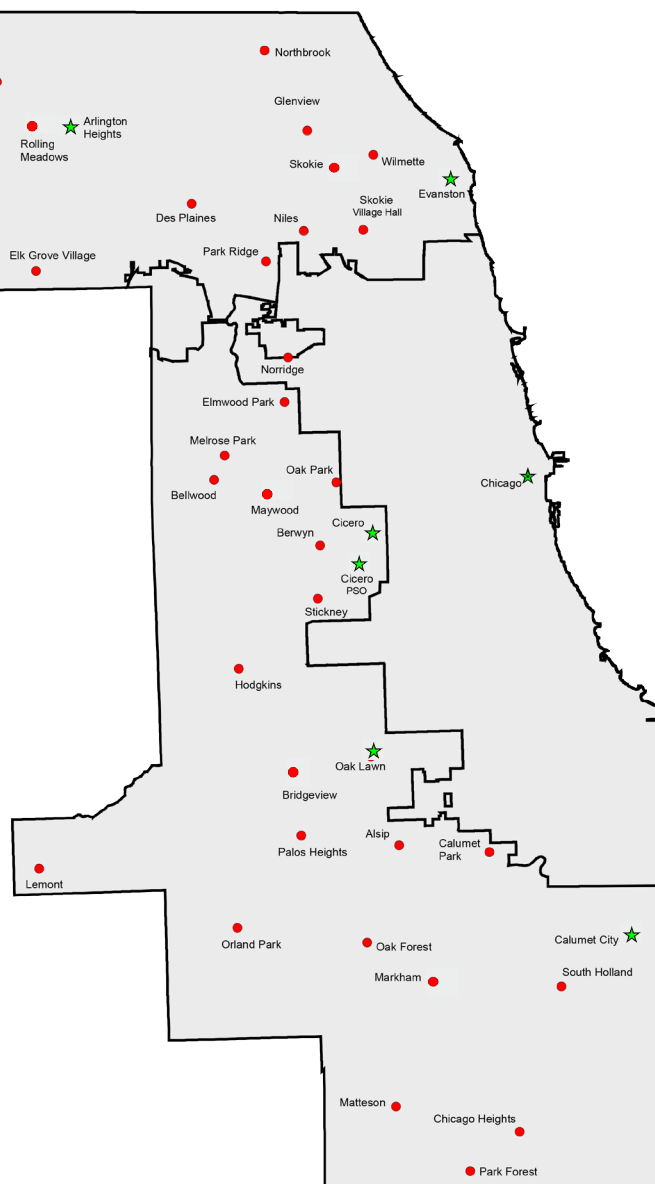 Northbrook
Glenview
Arlington
Heights
Rolling
Meadows
Skokie
Wilmette
Evanston
Skokie
Village Hall
Des Plaines
Niles
Park Ridge
Elk Grove Village
Norridge
Elmwood Park
Melrose Park
Oak Park
Chicago
Bellwood
Maywood
Cicero
Berwyn
Cicero
PSO
Stickney
Hodgkins
Oak Lawn
Bridgeview
Alsip
Calumet
Park
Palos Heights
Lemont
Orland Park
Oak Forest
Calumet City
South Holland
Markham
Matteson
Chicago Heights
Park Forest